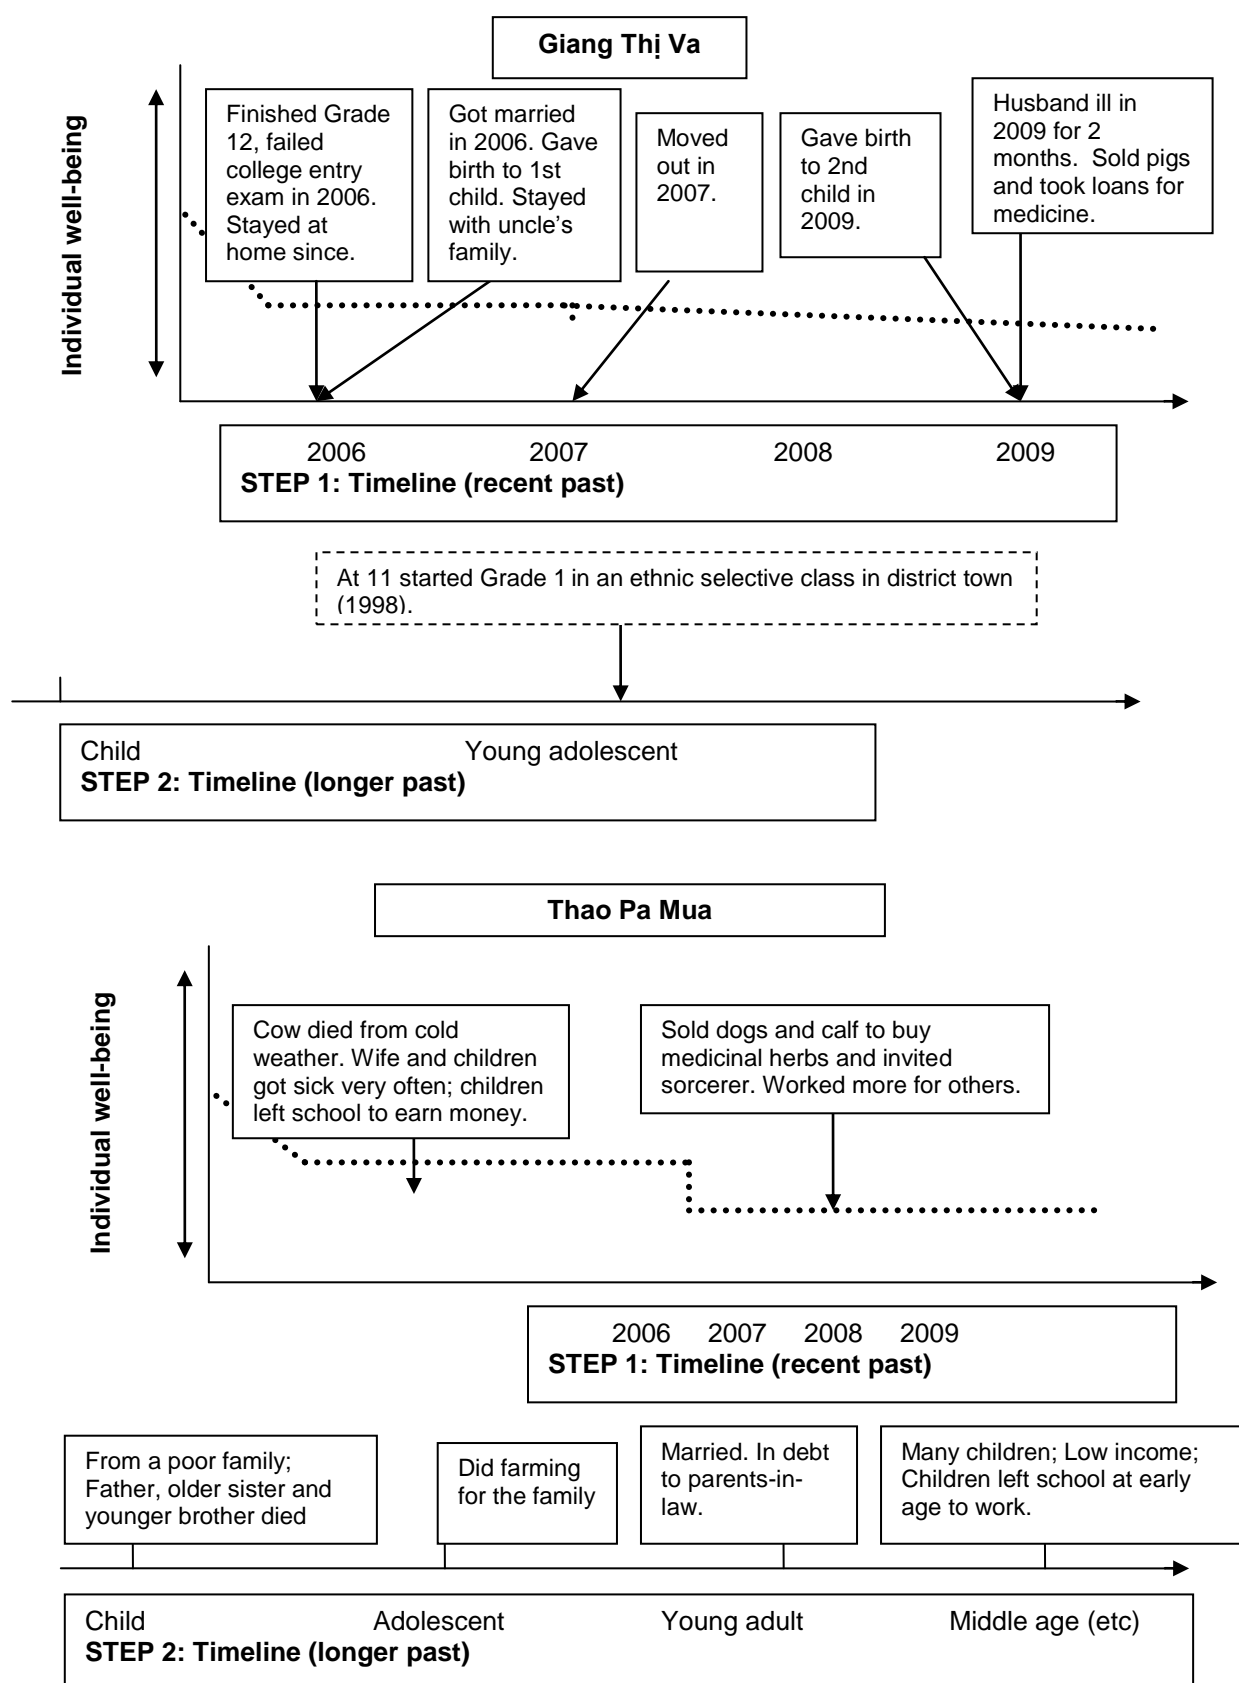 Giang Thị Va
Individual well-being
Finished Grade
12, failed
college entry
exam in 2006.
Stayed at
home since.
Got married
in 2006. Gave
birth to 1st
child. Stayed
with uncle's
family.
Moved
out in
2007.
Gave birth
to 2nd
child in
2009.
Husband ill in
2009 for 2
months.  Sold pigs
and took loans for
medicine.
2006 2007 2008 2009
STEP 1: Timeline (recent past)
At 11 started Grade 1 in an ethnic selective class in district town
(1998).
Child Young adolescent
STEP 2: Timeline (longer past)
Thao Pa Mua
Individual well-being
Cow died from cold
weather. Wife and children
got sick very often; children
left school to earn money.
Sold dogs and calf to buy
medicinal herbs and invited
sorcerer. Worked more for others.
2006 2007 2008 2009
STEP 1: Timeline (recent past)
From a poor family;
Father, older sister and
younger brother died
Did farming
for the family
Married. In debt
to parents-in-
law.
Many children; Low income;
Children left school at early
age to work.
Child Adolescent Young adult Middle age (etc)
STEP 2: Timeline (longer past)